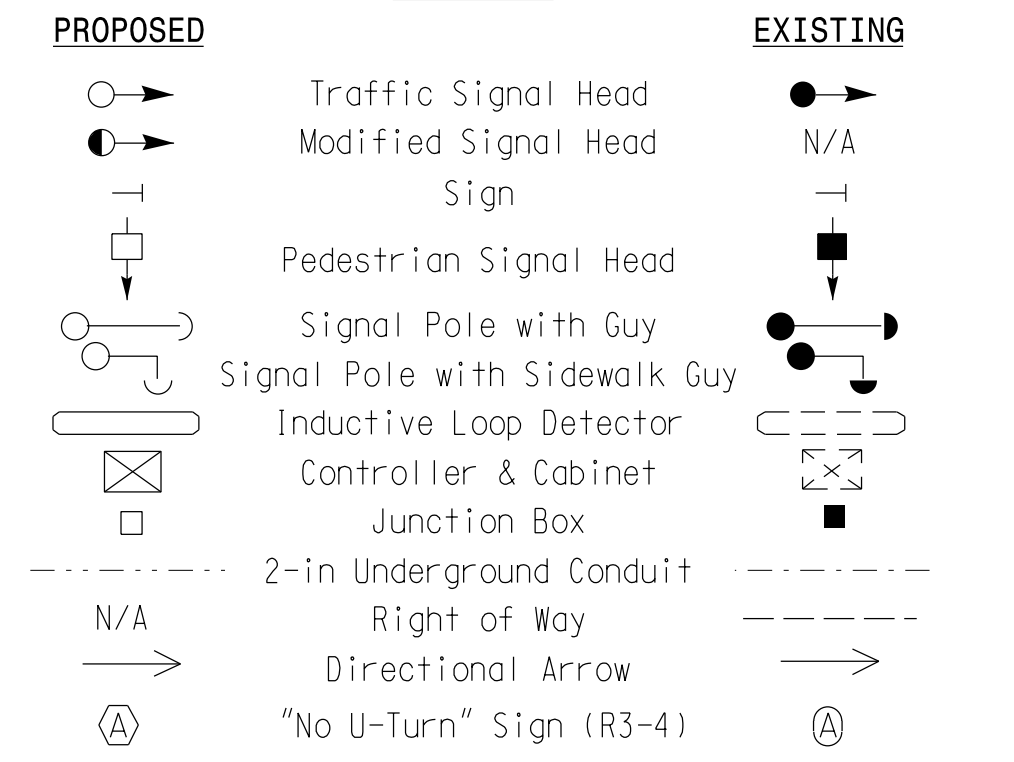 PROPOSED EXISTING
Traffic Signal Head
Modified Signal Head N/A
Sign
Pedestrian Signal Head
Signal Pole with Guy
Signal Pole with Sidewalk Guy
Inductive Loop Detector
Controller & Cabinet
Junction Box
2-in Underground Conduit
N/A Right of Way
Directional Arrow
A "No U-Turn" Sign (R3-4) A